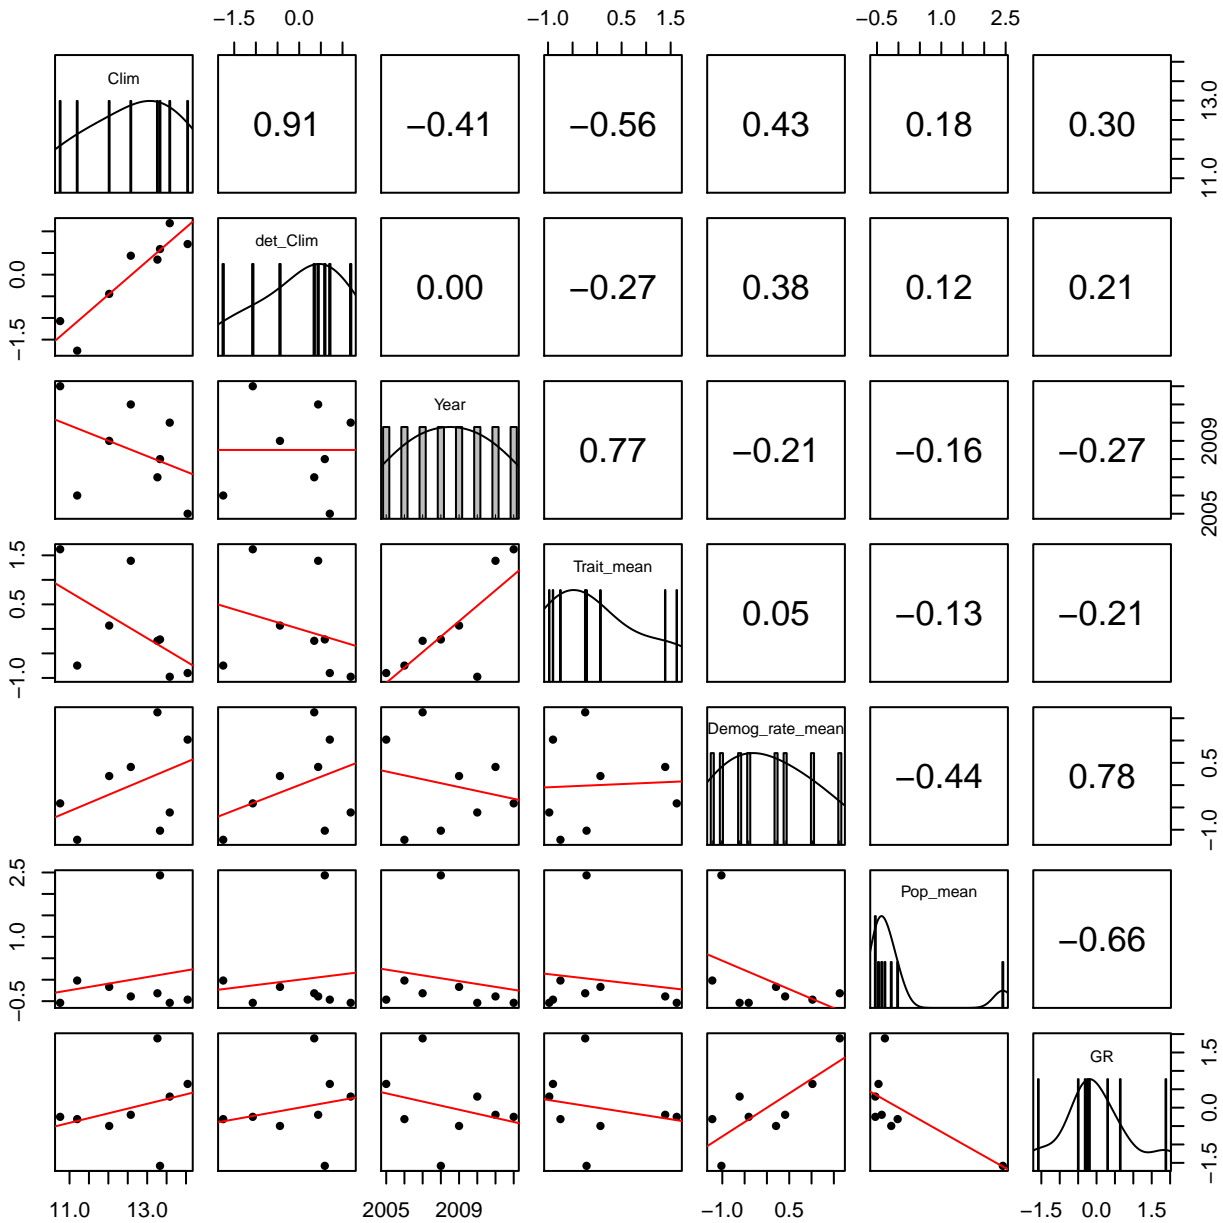 −1.5 0.0 −1.0 0.5 1.5 −0.5 1.0 2.5
Clim 0.91 −0.41 −0.56 0.43 0.18 0.30 11.0 13.0
−1.5 0.0 det_Clim 0.00 −0.27 0.38 0.12 0.21
Year 0.77 −0.21 −0.16 −0.27 2005 2009
−1.0 0.5 1.5 Trait_mean 0.05 −0.13 −0.21
Demog_rate_mean −0.44 0.78 −1.0 0.5
−0.5 1.0 2.5 Pop_mean −0.66
GR −1.5 0.0 1.5
11.0 13.0 2005 2009 −1.0 0.5 −1.5 0.0 1.5